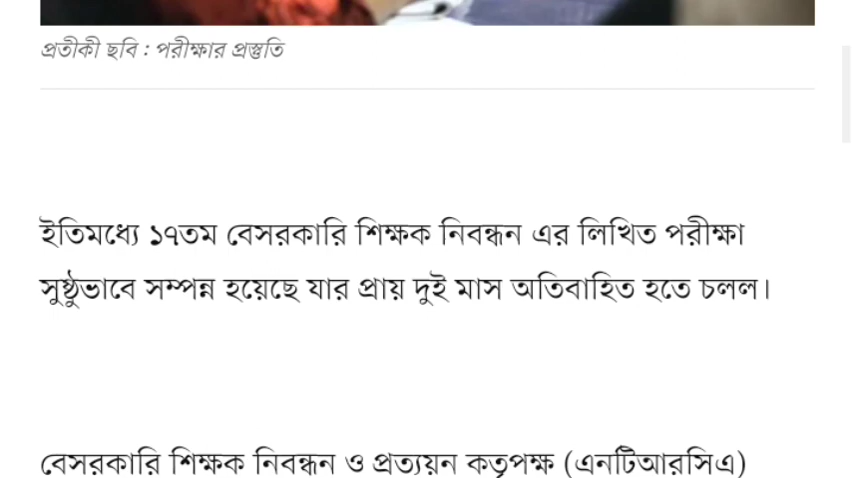 প্রতীকী ছবি : পরীক্ষার প্রস্তুতি
ইতিমধ্যে ১৭তম বেসরকারি শিক্ষক নিবন্ধন এর লিখিত পরীক্ষা
সুষ্ঠুভাবে সম্পন্ন হয়েছে যার প্রায় দুই মাস অতিবাহিত হতে চলল।
বেসরকারি শিক্ষক নিবন্ধন ও প্রত্যয়ন কতৃপক্ষ (এনটিআরসিএ)